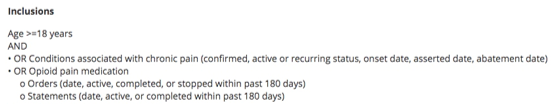 Inclusions
Age >=18 years
AND
• OR Conditions associated with chronic pain (confirmed, active or recurring status, onset date, asserted date, abatement date)
• OR Opioid pain medication
o Orders (date, active, completed, or stopped within past 180 days)
o Statements (date, active, or completed within past 180 days)